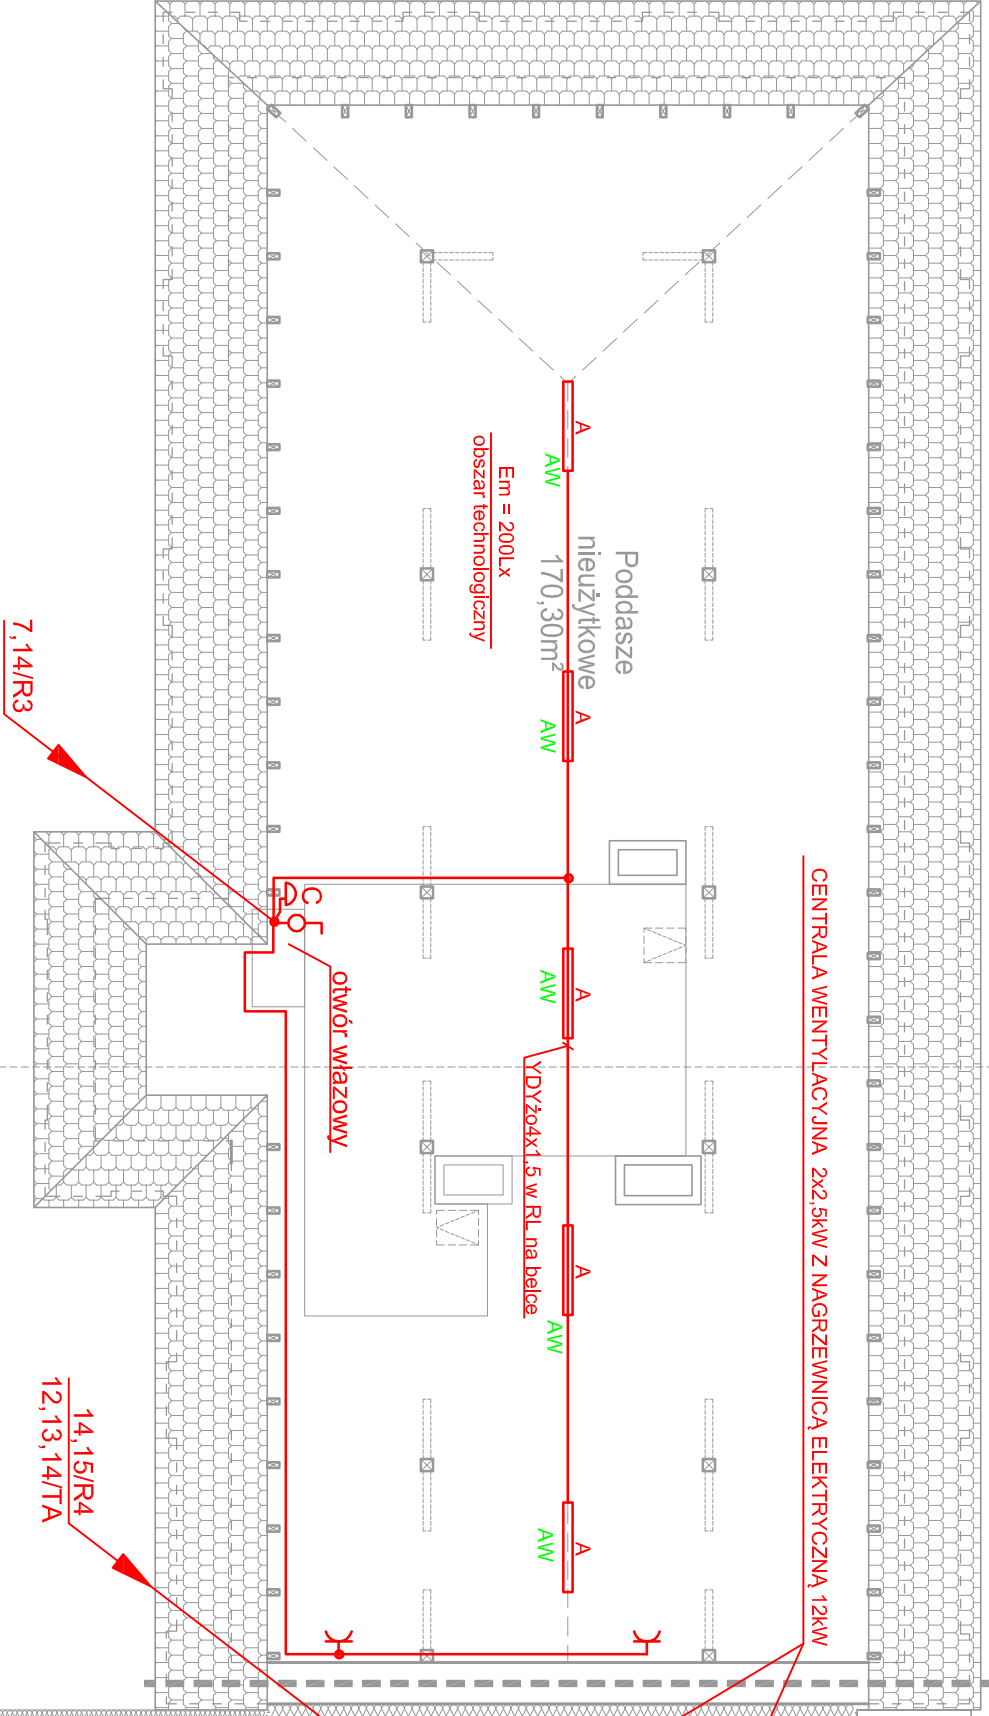 CENTRALA WENTYLACYJNA 2x2,5kW Z NAGRZEWNICĄ ELEKTRYCZNĄ 12kW
Poddasze
nieużytkowe
170,30m²
A
A
A
A
A
AW
AW
AW
AW
AW
Em = 200Lx
obszar technologiczny
YDYżo4x1,5 w RL na belce
C
otwór włazowy
7,14/R3
14,15/R4
12,13,14/TA